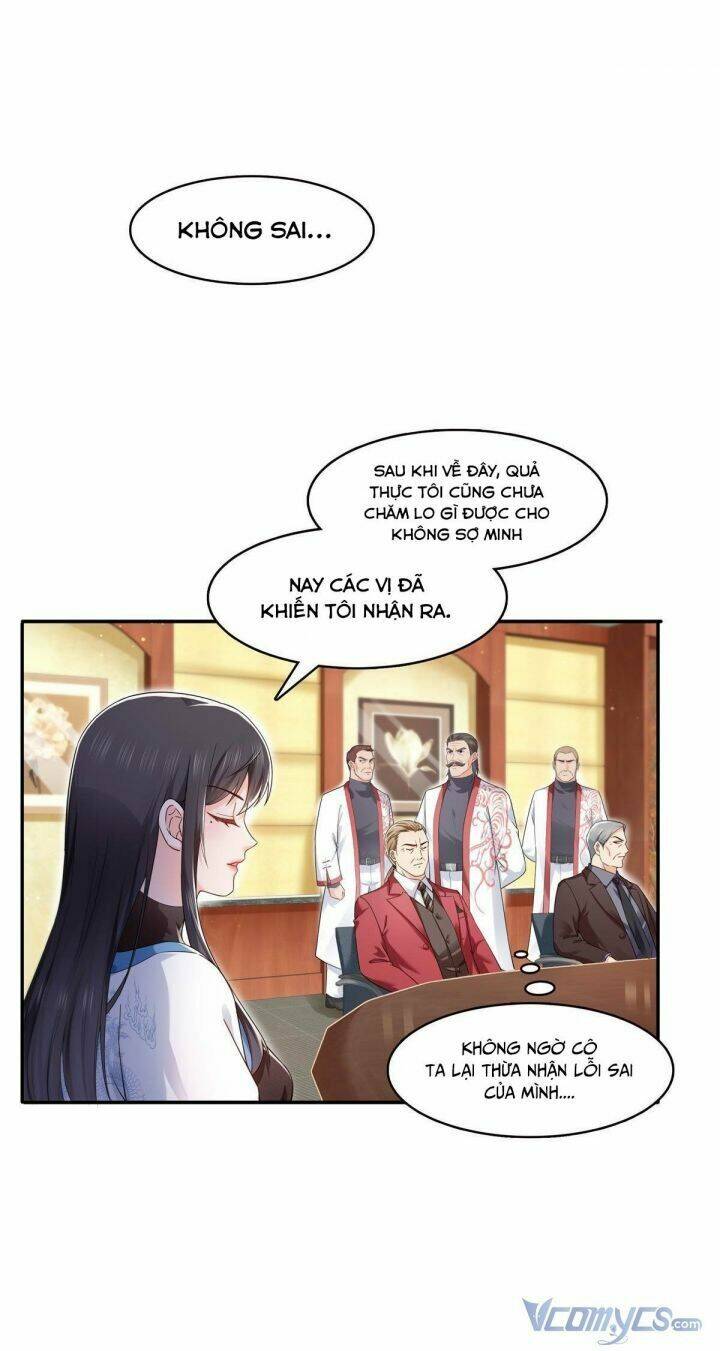 KHÔNG SAI...
SAU KHI VỀ ĐÂY, QUẢ
THỰC TÔI CŨNG CHƯA
CHĂM LO GÌ ĐƯỢC CHO
KHÔNG SỢ MINH
NAY CÁC VỊ ĐÃ
KHIẾN TÔI NHẬN RA.
KHÔNG NGỜ CÔ
TA LẠI THỪA NHẬN LỖI SAI
CỦA MÌNH....
VCOMYCS.com